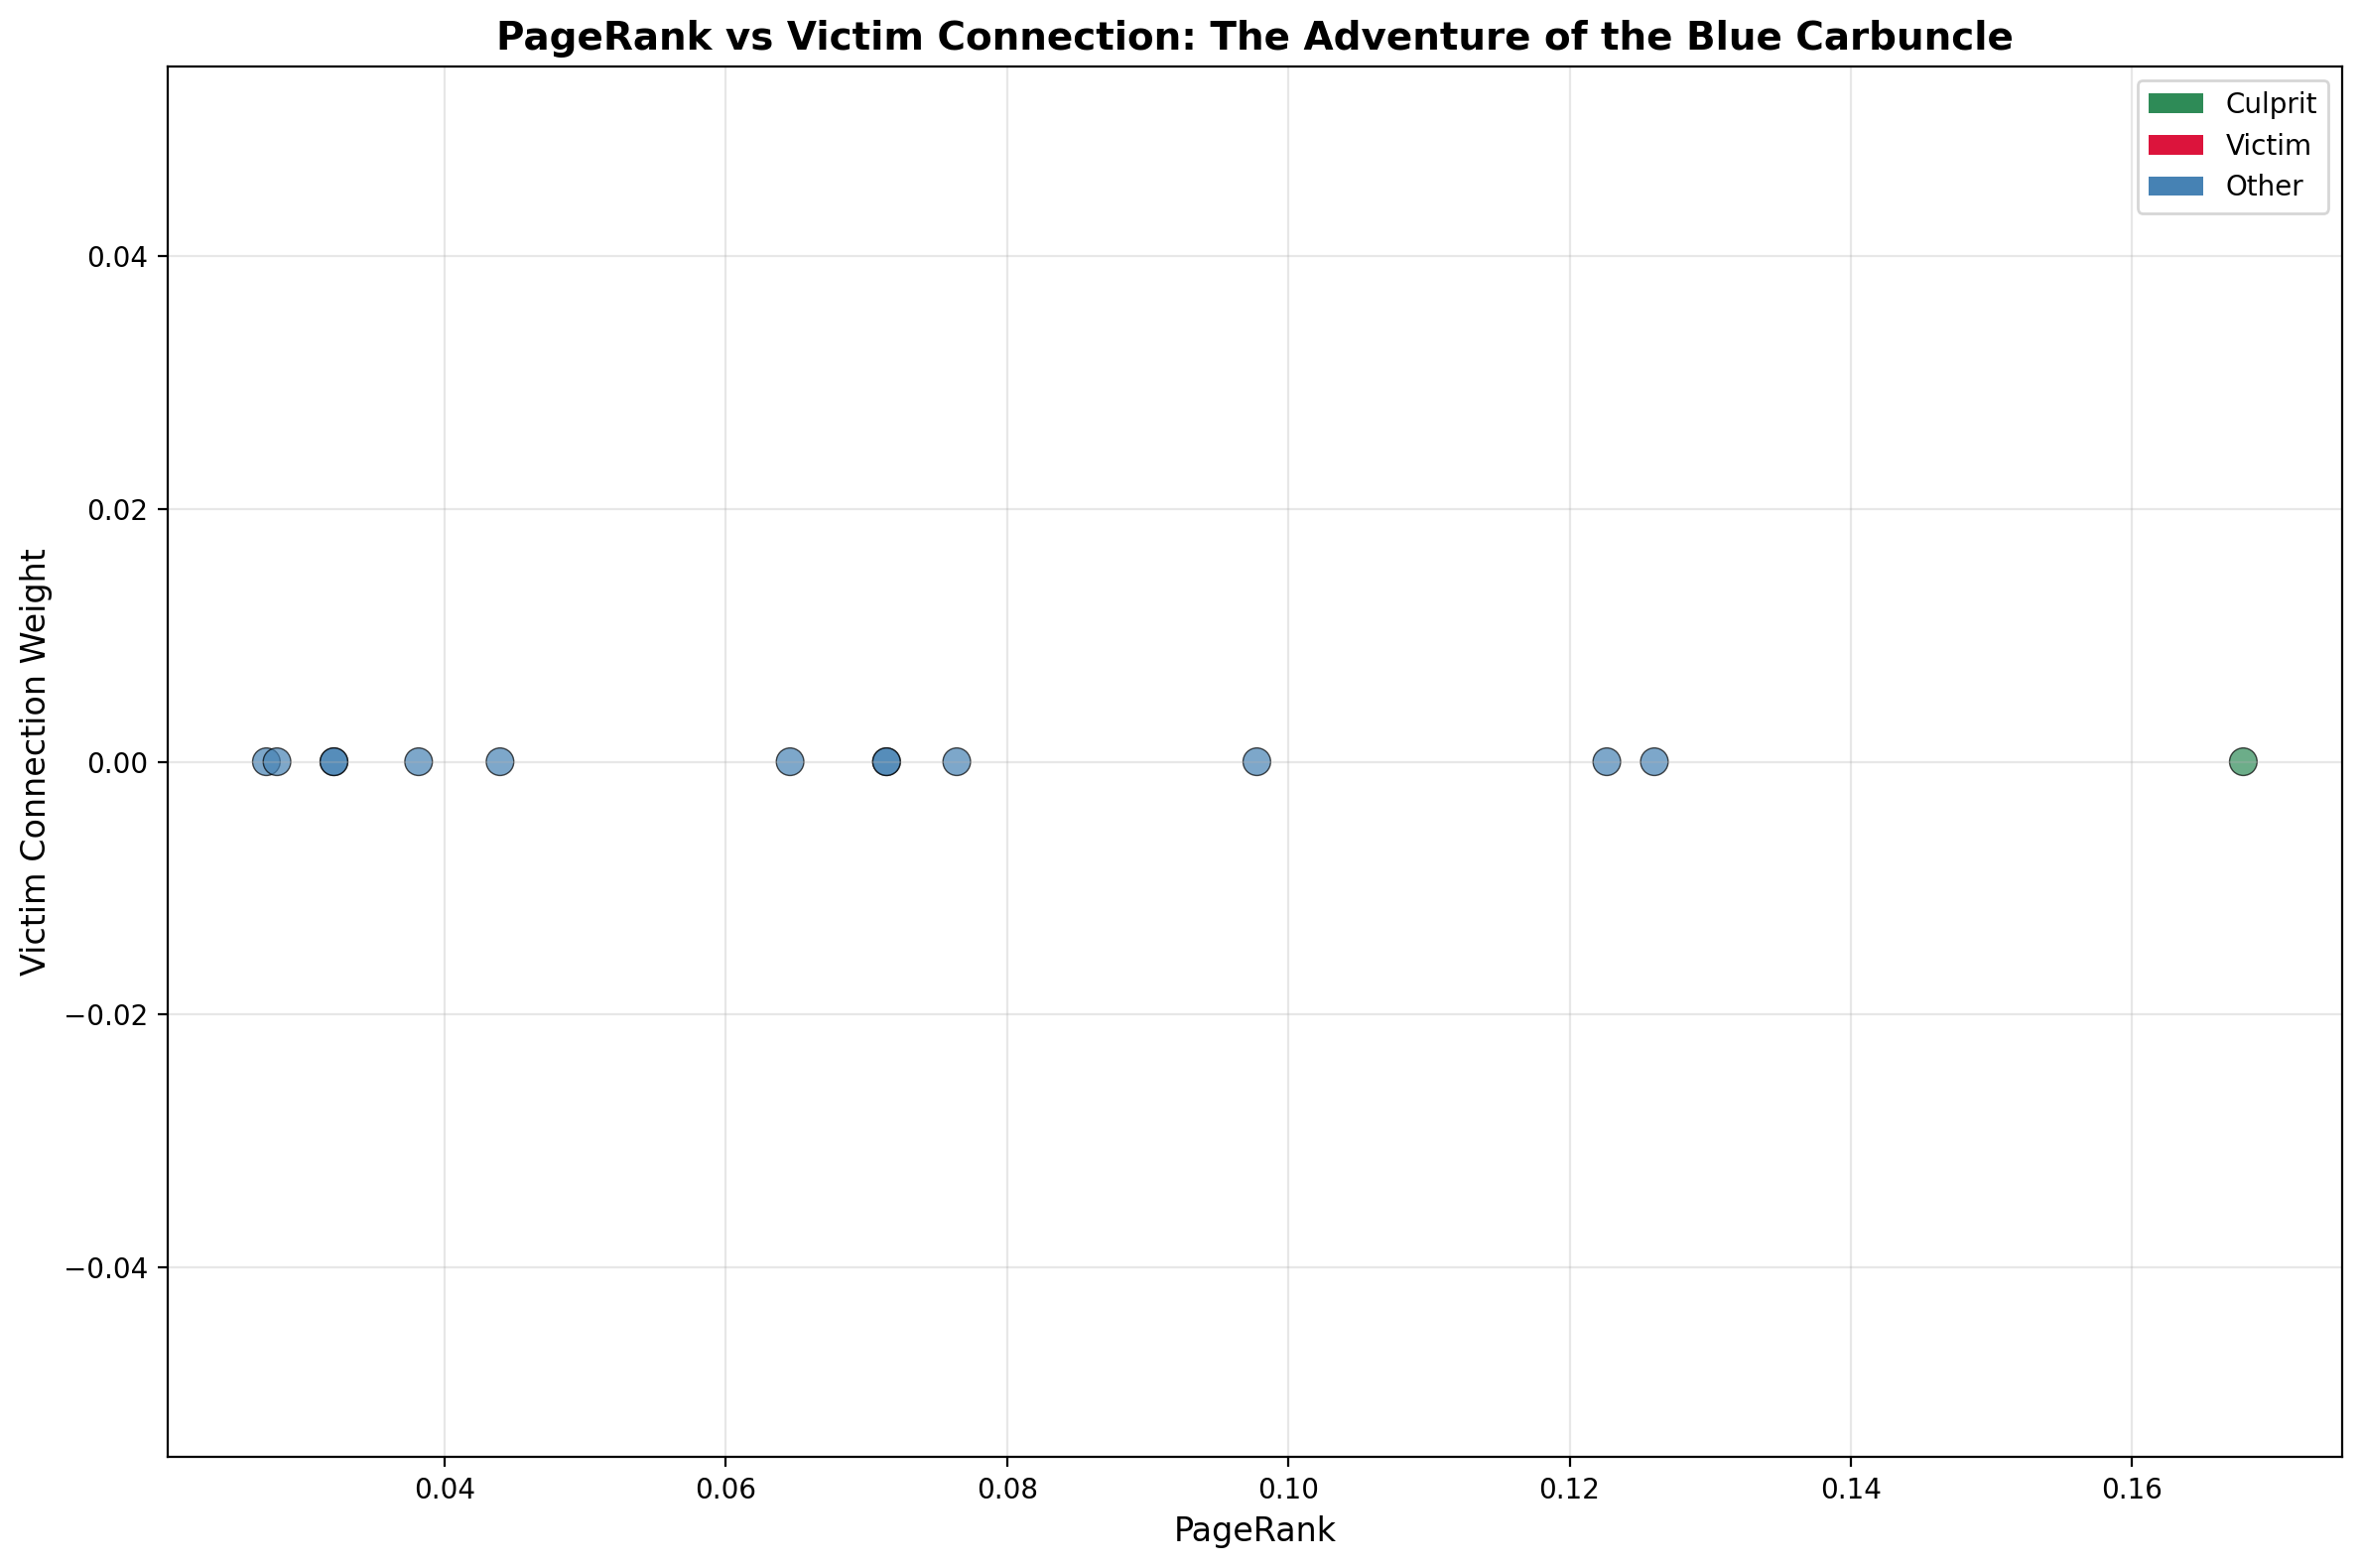 PageRank vs Victim Connection: The Adventure of the Blue Carbuncle
Culprit
Victim
Other
Victim Connection Weight
0.04
0.02
0.00
−0.02
−0.04
0.04
0.06
0.08
0.10
0.12
0.14
0.16
PageRank